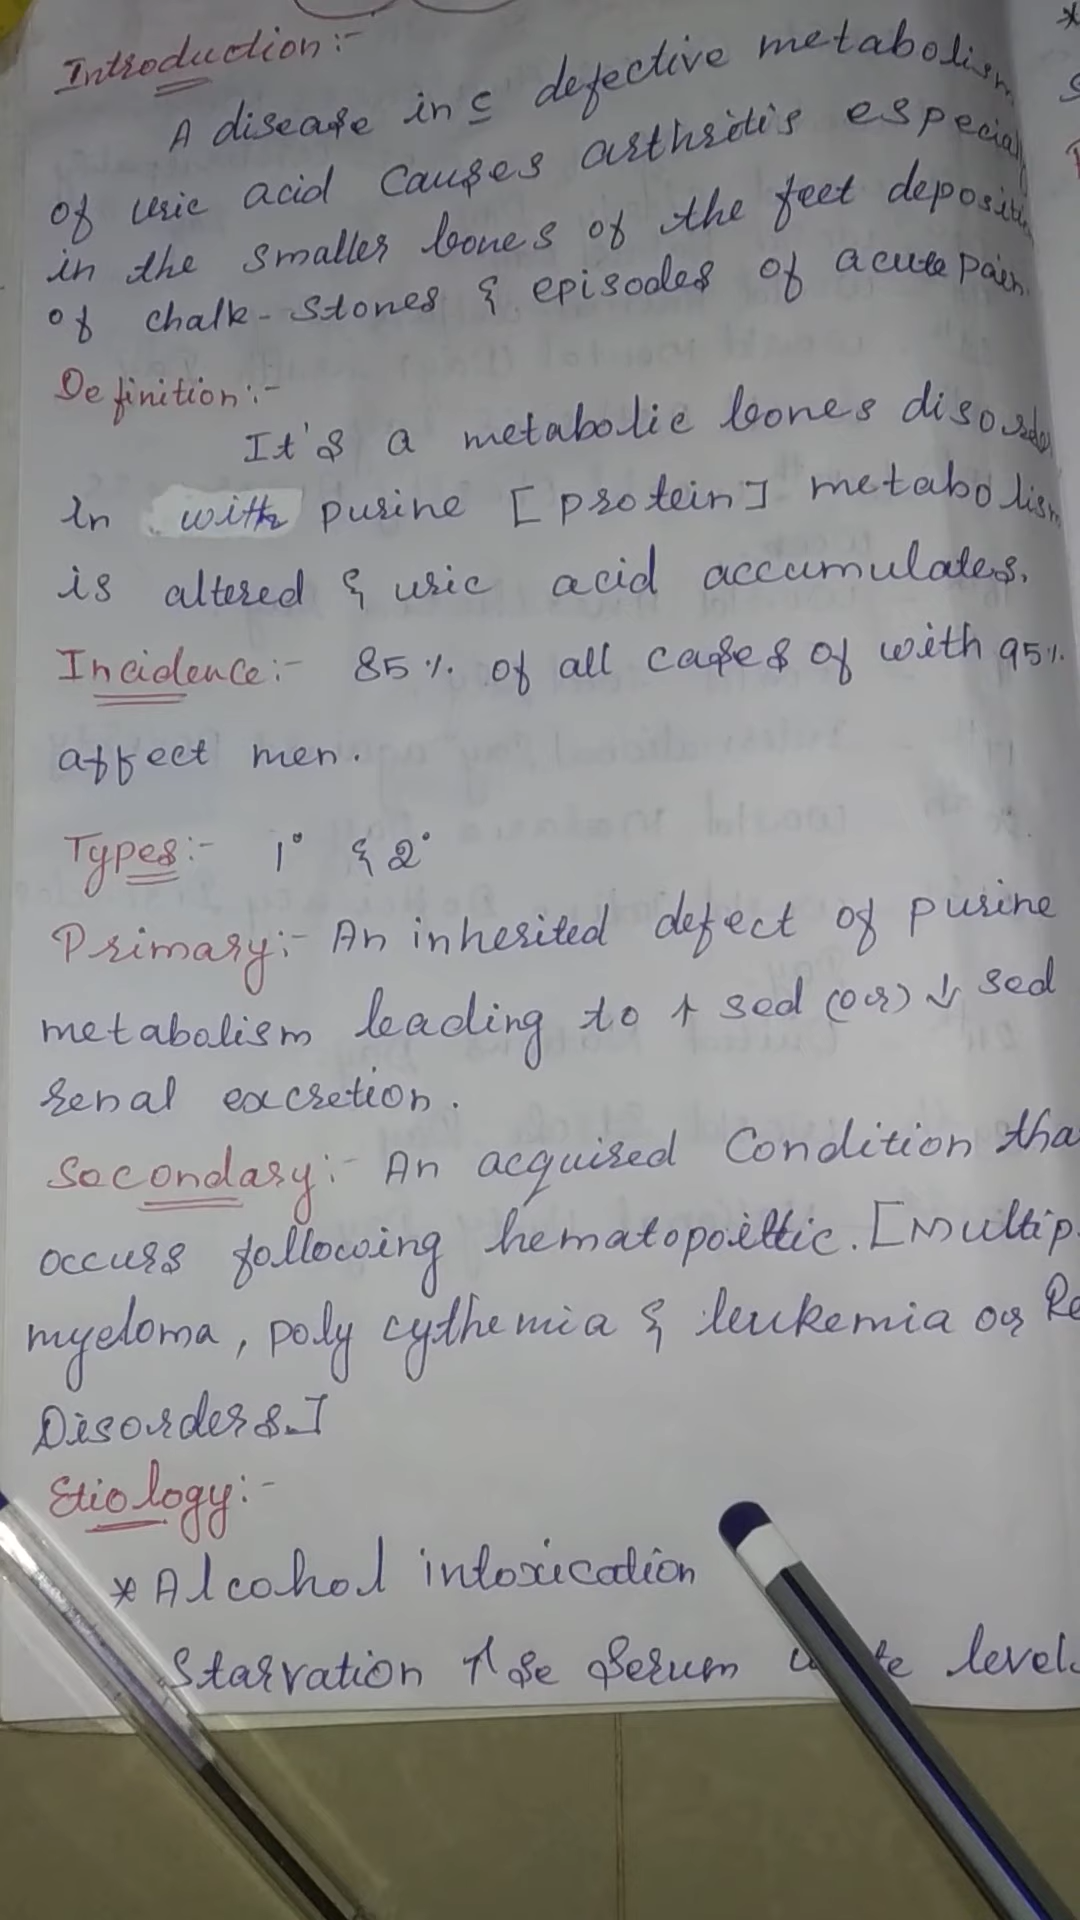 Introduction:-
A disease in c̲ defective metabolism
of uric acid causes arthritis especially
in the smaller bones of the feet deposition
of chalk-stones & episodes of acute pain.
Definition:-
It's a metabolic bones disorder
In with purine [protein] metabolism
is altered & uric acid accumulates.
Incidence:- 85% of all cases of with 95%
affect men.
Types:- 1° & 2°
Primary:- An inherited defect of purine
metabolism leading to ↑ sed (or) ↓ sed
renal excretion.
Secondary:- An acquired Condition tha
occurs following hematopoittic. [Multip
myeloma, poly cythemia & leukemia or Re
Disorders.]
Etiology:-
* Alcohol intoxication
Starvation ↑ se serum level